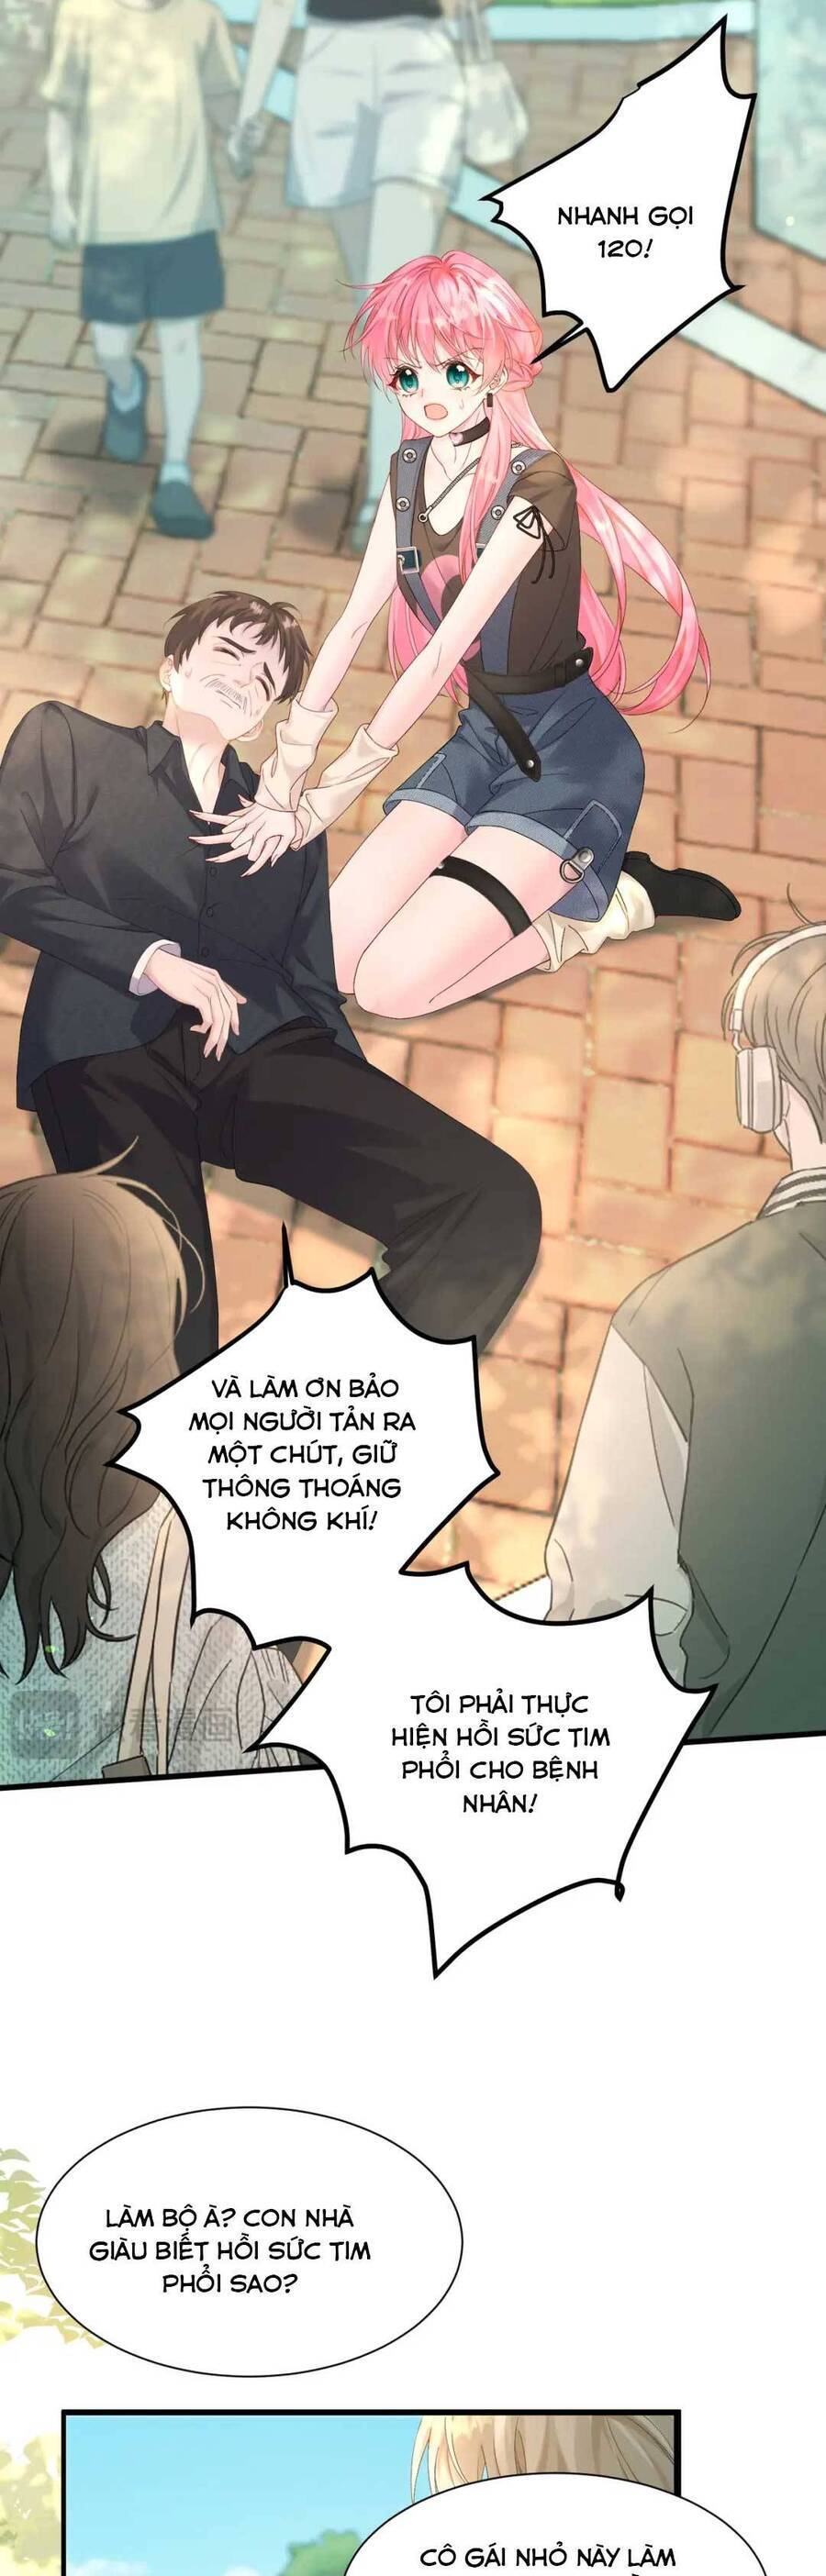 NHANH GỌI
120!
VÀ LÀM ƠN BẢO
MỌI NGƯỜI TẢN RA
MỘT CHÚT, GIỮ
THÔNG THOÁNG
KHÔNG KHÍ!
TÔI PHẢI THỰC
HIỆN HỒI SỨC TIM
PHỔI CHO BỆNH
NHÂN!
LÀM BỘ À? CON NHÀ
GIÀU BIẾT HỒI SỨC TIM
PHỔI SAO?
CÔ GÁI NHỎ NÀY LÀM